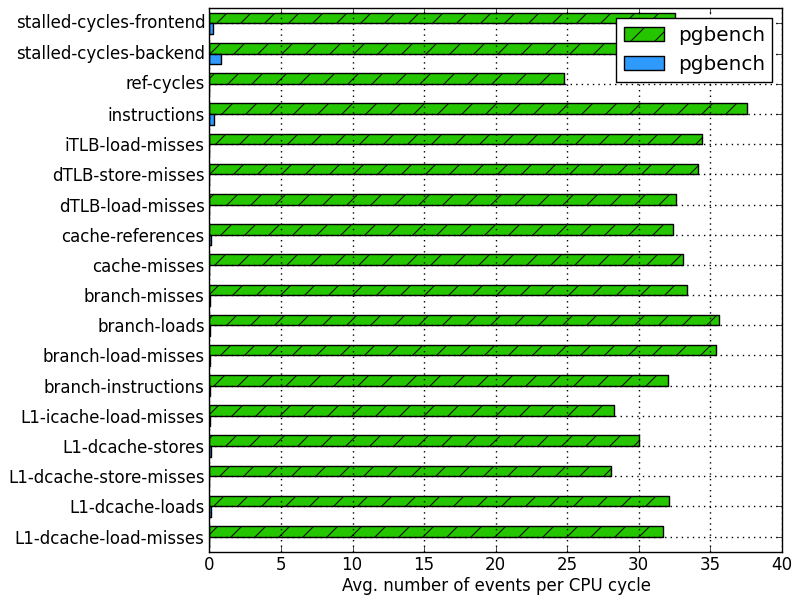 stalled-cycles-frontend
stalled-cycles-backend
ref-cycles
instructions
iTLB-load-misses
dTLB-store-misses
dTLB-load-misses
cache-references
cache-misses
branch-misses
branch-loads
branch-load-misses
branch-instructions
L1-icache-load-misses
L1-dcache-stores
L1-dcache-store-misses
L1-dcache-loads
L1-dcache-load-misses
pgbench
pgbench
0 5 10 15 20 25 30 35 40
Avg. number of events per CPU cycle